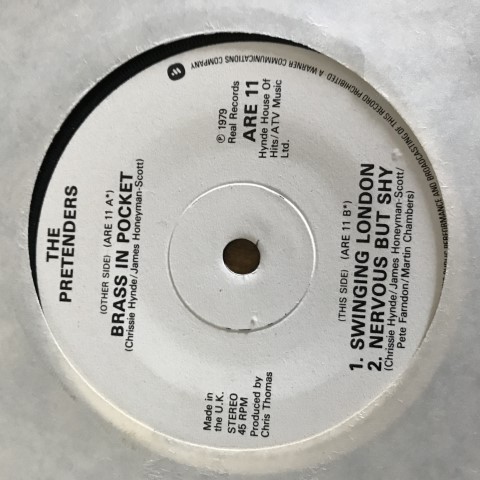 THE
PRETENDERS
(OTHER SIDE) (ARE 11 A*)
BRASS IN POCKET
(Chrissie Hynde/James Honeyman-Scott)
Made in
the U.K.
STEREO
45 RPM
Produced by
Chris Thomas
℗ 1979
Real Records
ARE 11
Hynde House Of
Hits/ATV Music
Ltd.
(THIS SIDE) (ARE 11 B*)
1. SWINGING LONDON
2. NERVOUS BUT SHY
(Chrissie Hynde/James Honeyman-Scott/
Pete Farndon/Martin Chambers)
PERFORMANCE AND BROADCASTING OF THIS RECORD PROHIBITED. A WARNER COMMUNICATIONS COMPANY